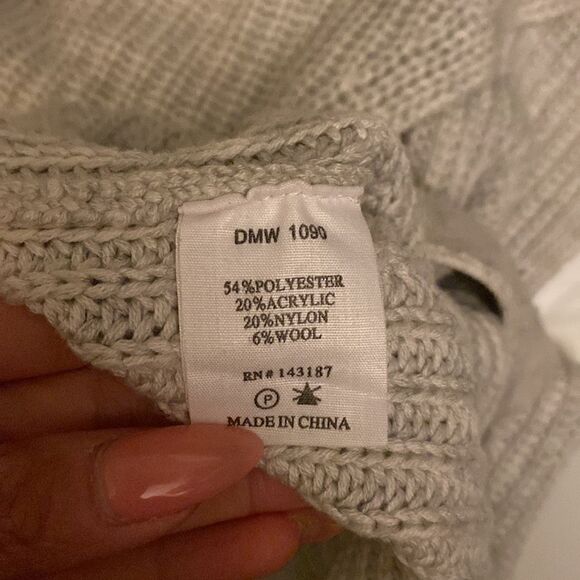 DMW 1090
54%POLYESTER
20%ACRYLIC
20%NYLON
6%WOOL
RN# 143187
P
MADE IN CHINA